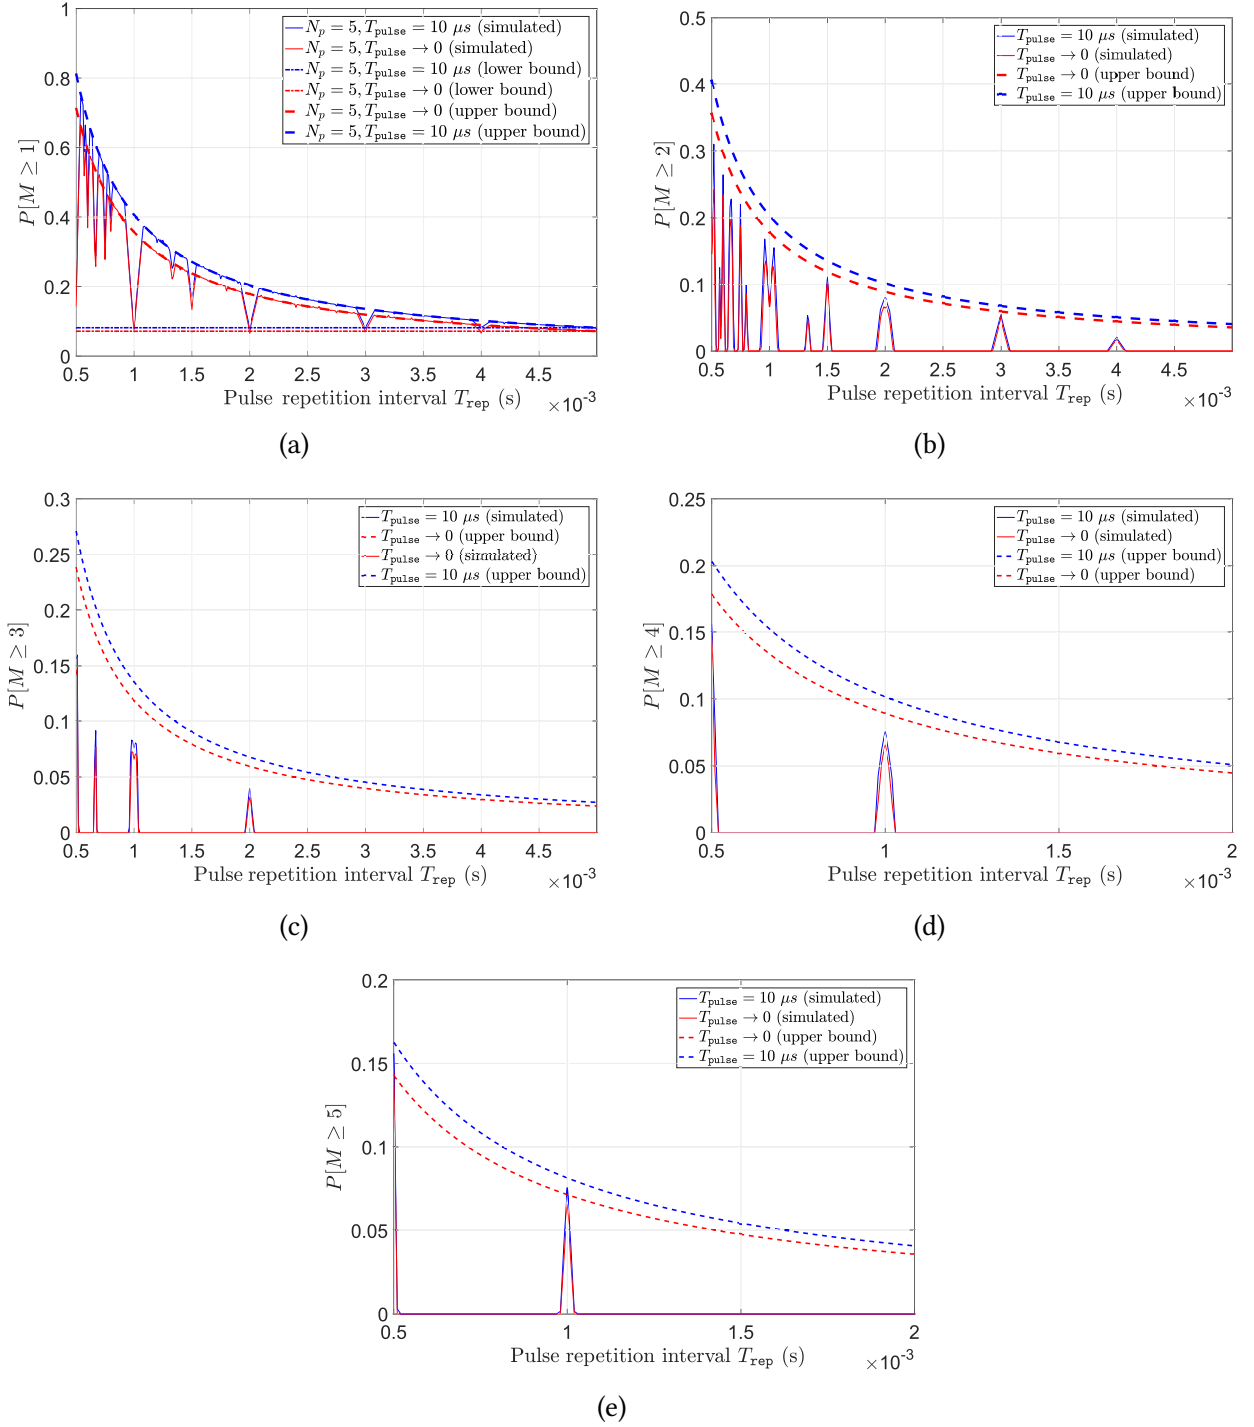 1
0.8
0.6
0.4
0.2
0
P[M ≥ 1]
N_p = 5, T_pulse = 10 μs (simulated)
N_p = 5, T_pulse → 0 (simulated)
N_p = 5, T_pulse = 10 μs (lower bound)
N_p = 5, T_pulse → 0 (lower bound)
N_p = 5, T_pulse → 0 (upper bound)
N_p = 5, T_pulse = 10 μs (upper bound)
0.5 1 1.5 2 2.5 3 3.5 4 4.5
Pulse repetition interval T_rep (s)
×10⁻³
(a)
0.5
0.4
0.3
0.2
0.1
0
P[M ≥ 2]
T_pulse = 10 μs (simulated)
T_pulse → 0 (simulated)
T_pulse → 0 (upper bound)
T_pulse = 10 μs (upper bound)
0.5 1 1.5 2 2.5 3 3.5 4 4.5
Pulse repetition interval T_rep (s)
×10⁻³
(b)
0.3
0.25
0.2
0.15
0.1
0.05
0
P[M ≥ 3]
T_pulse = 10 μs (simulated)
T_pulse → 0 (upper bound)
T_pulse → 0 (simulated)
T_pulse = 10 μs (upper bound)
0.5 1 1.5 2 2.5 3 3.5 4 4.5
Pulse repetition interval T_rep (s)
×10⁻³
(c)
0.25
0.2
0.15
0.1
0.05
0
P[M ≥ 4]
T_pulse = 10 μs (simulated)
T_pulse → 0 (simulated)
T_pulse = 10 μs (upper bound)
T_pulse → 0 (upper bound)
0.5 1 1.5 2
Pulse repetition interval T_rep (s)
×10⁻³
(d)
0.2
0.15
0.1
0.05
0
P[M ≥ 5]
T_pulse = 10 μs (simulated)
T_pulse → 0 (simulated)
T_pulse → 0 (upper bound)
T_pulse = 10 μs (upper bound)
0.5 1 1.5 2
Pulse repetition interval T_rep (s)
×10⁻³
(e)